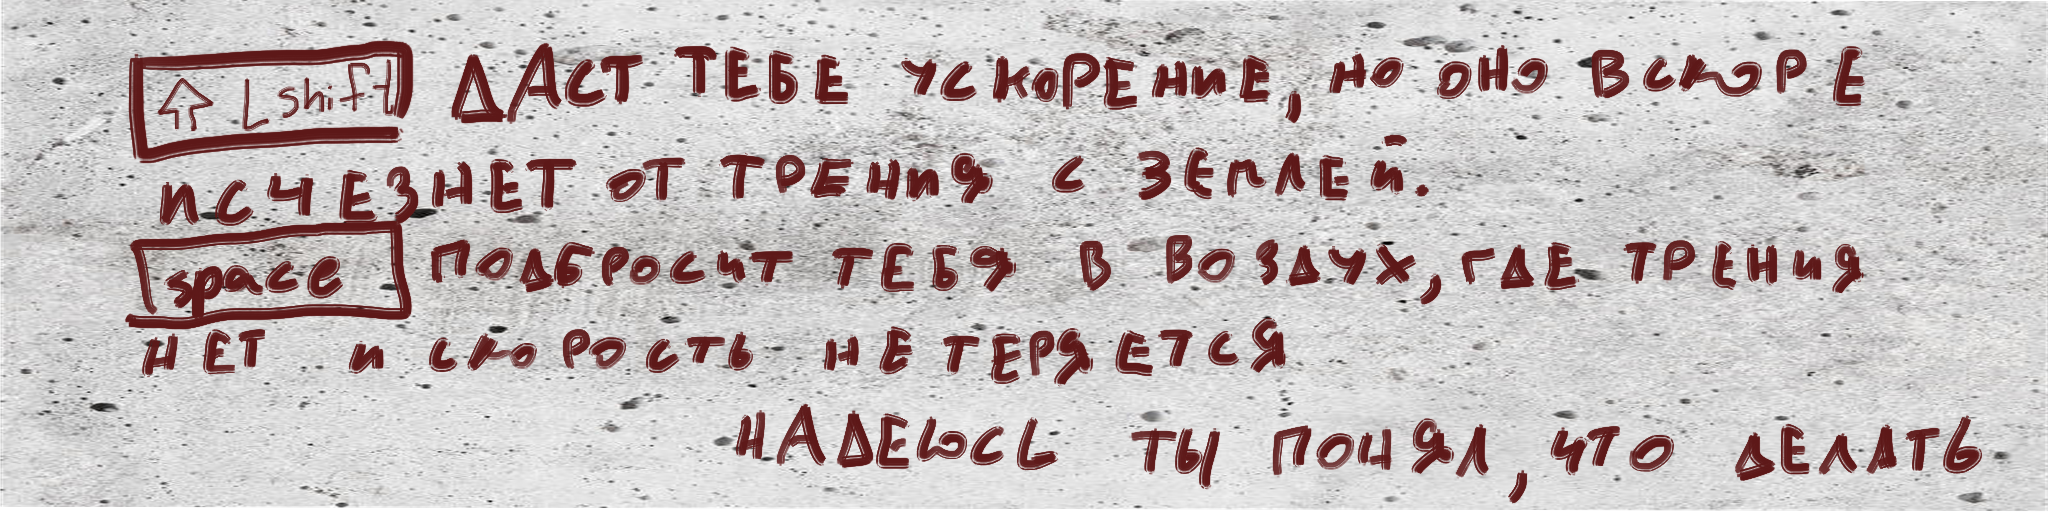 ⇧ Lshift ДАСТ ТЕБЕ УСКОРЕНИЕ, НО ОНО ВСКОРЕ
ИСЧЕЗНЕТ ОТ ТРЕНИЯ С ЗЕМЛЕЙ.
space ПОДБРОСИТ ТЕБЯ В ВОЗДУХ, ГДЕ ТРЕНИЯ
НЕТ И СКОРОСТЬ НЕ ТЕРЯЕТСЯ
НАДЕЮСЬ ТЫ ПОНЯЛ, ЧТО ДЕЛАТЬ